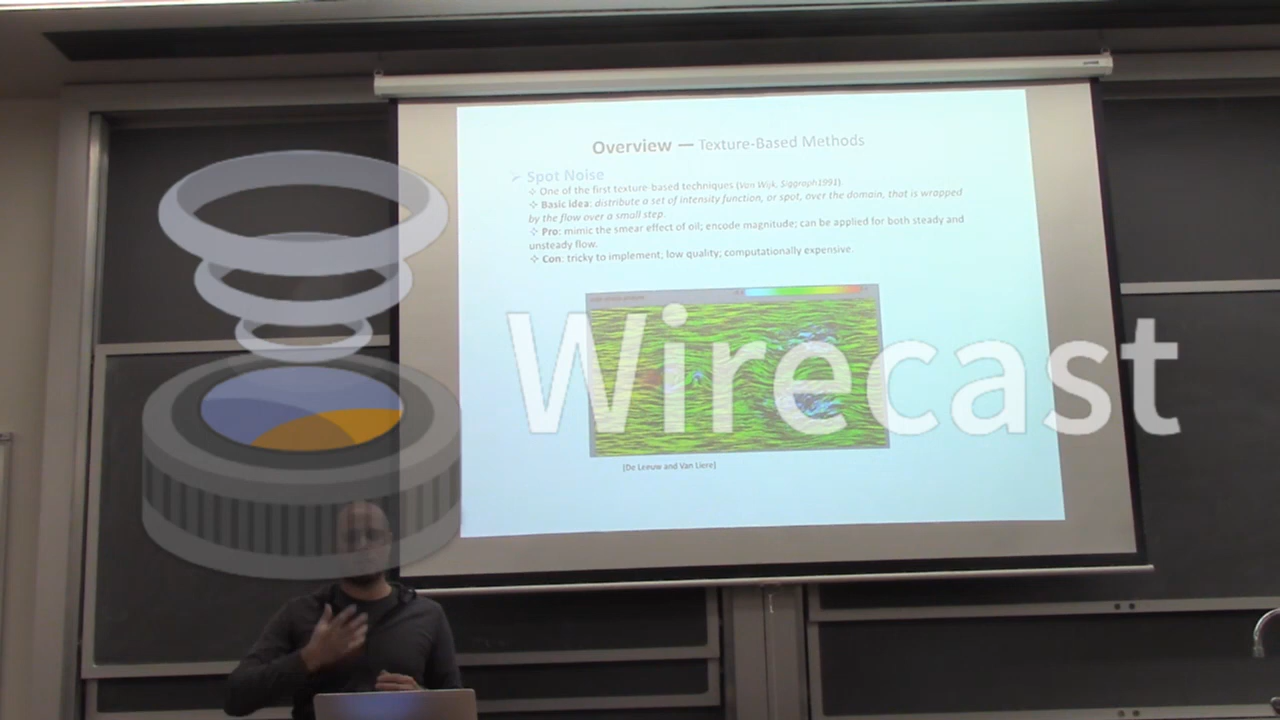 Overview — Texture-Based Methods
➢ Spot Noise
❖ One of the first texture-based techniques (Van Wijk, Siggraph1991).
❖ Basic idea: distribute a set of intensity function, or spot, over the domain, that is wrapped
by the flow over a small step.
❖ Pro: mimic the smear effect of oil; encode magnitude; can be applied for both steady and
unsteady flow.
❖ Con: tricky to implement; low quality; computationally expensive.
Wirecast
[De Leeuw and Van Liere]